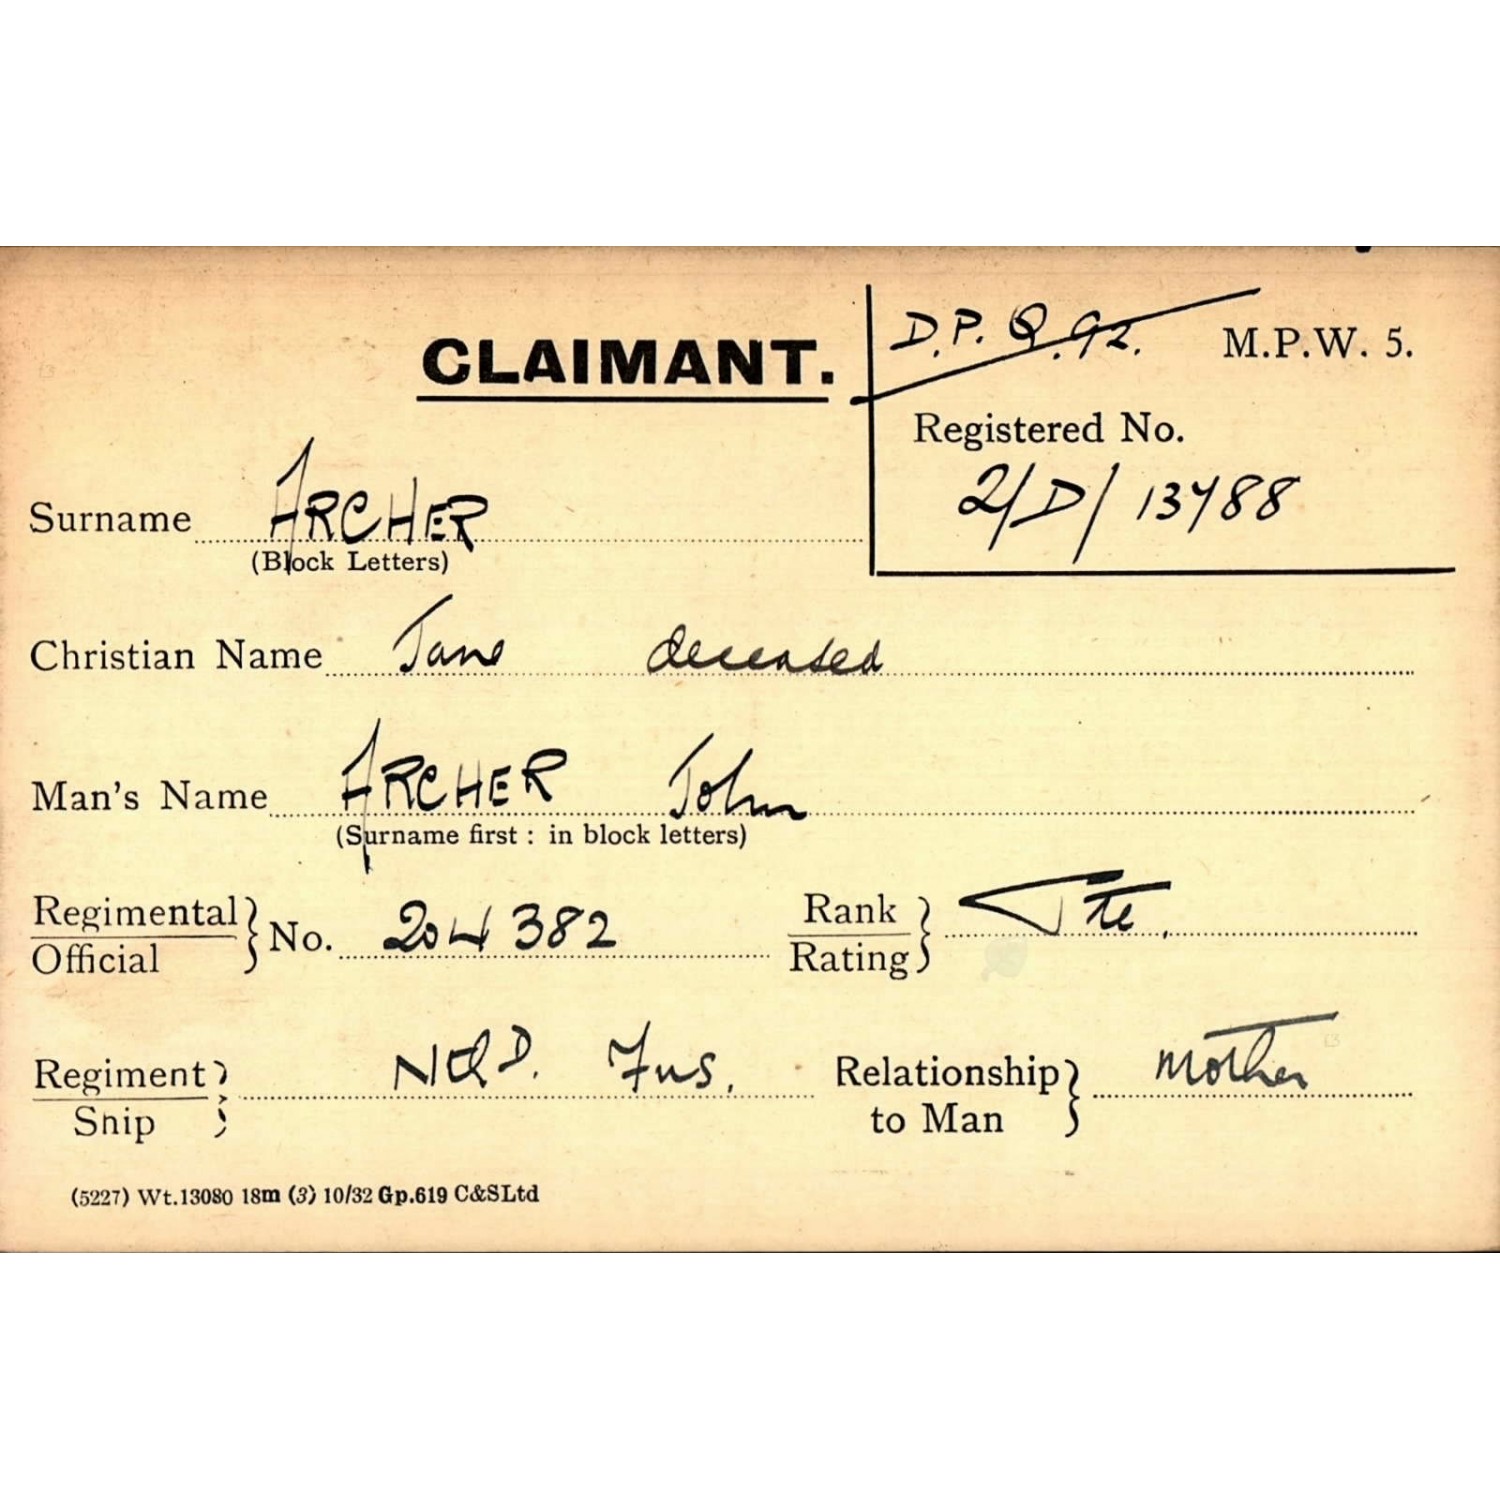 D.P. Q.92. M.P.W. 5.
CLAIMANT.
Registered No.
2/D/13788
Surname ARCHER
(Block Letters)
Christian Name Jane deceased
Man's Name ARCHER John
(Surname first : in block letters)
Regimental No. 204382 Rank Pte.
Official Rating
Regiment Nd. Fus. Relationship Mother
Ship to Man
(5227) Wt.13080 18m (3) 10/32 Gp.619 C&SLtd